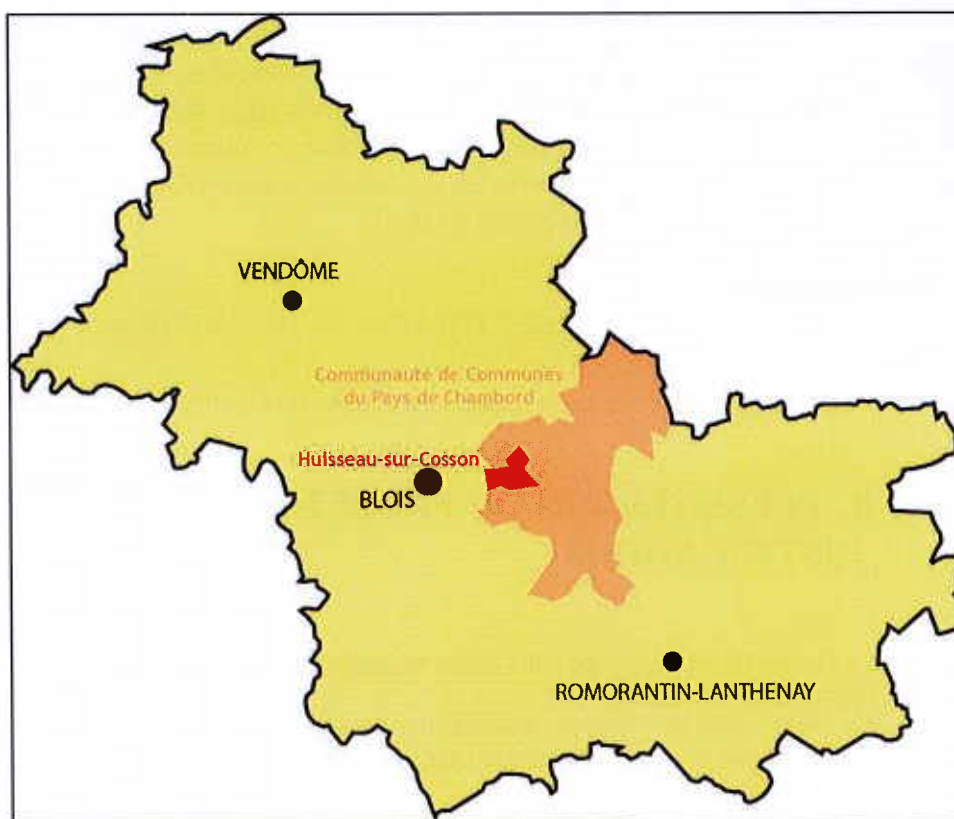 VENDÔME
Communauté de Communes
du Pays de Chambord
Huisseau-sur-Cosson
BLOIS
ROMORANTIN-LANTHENAY